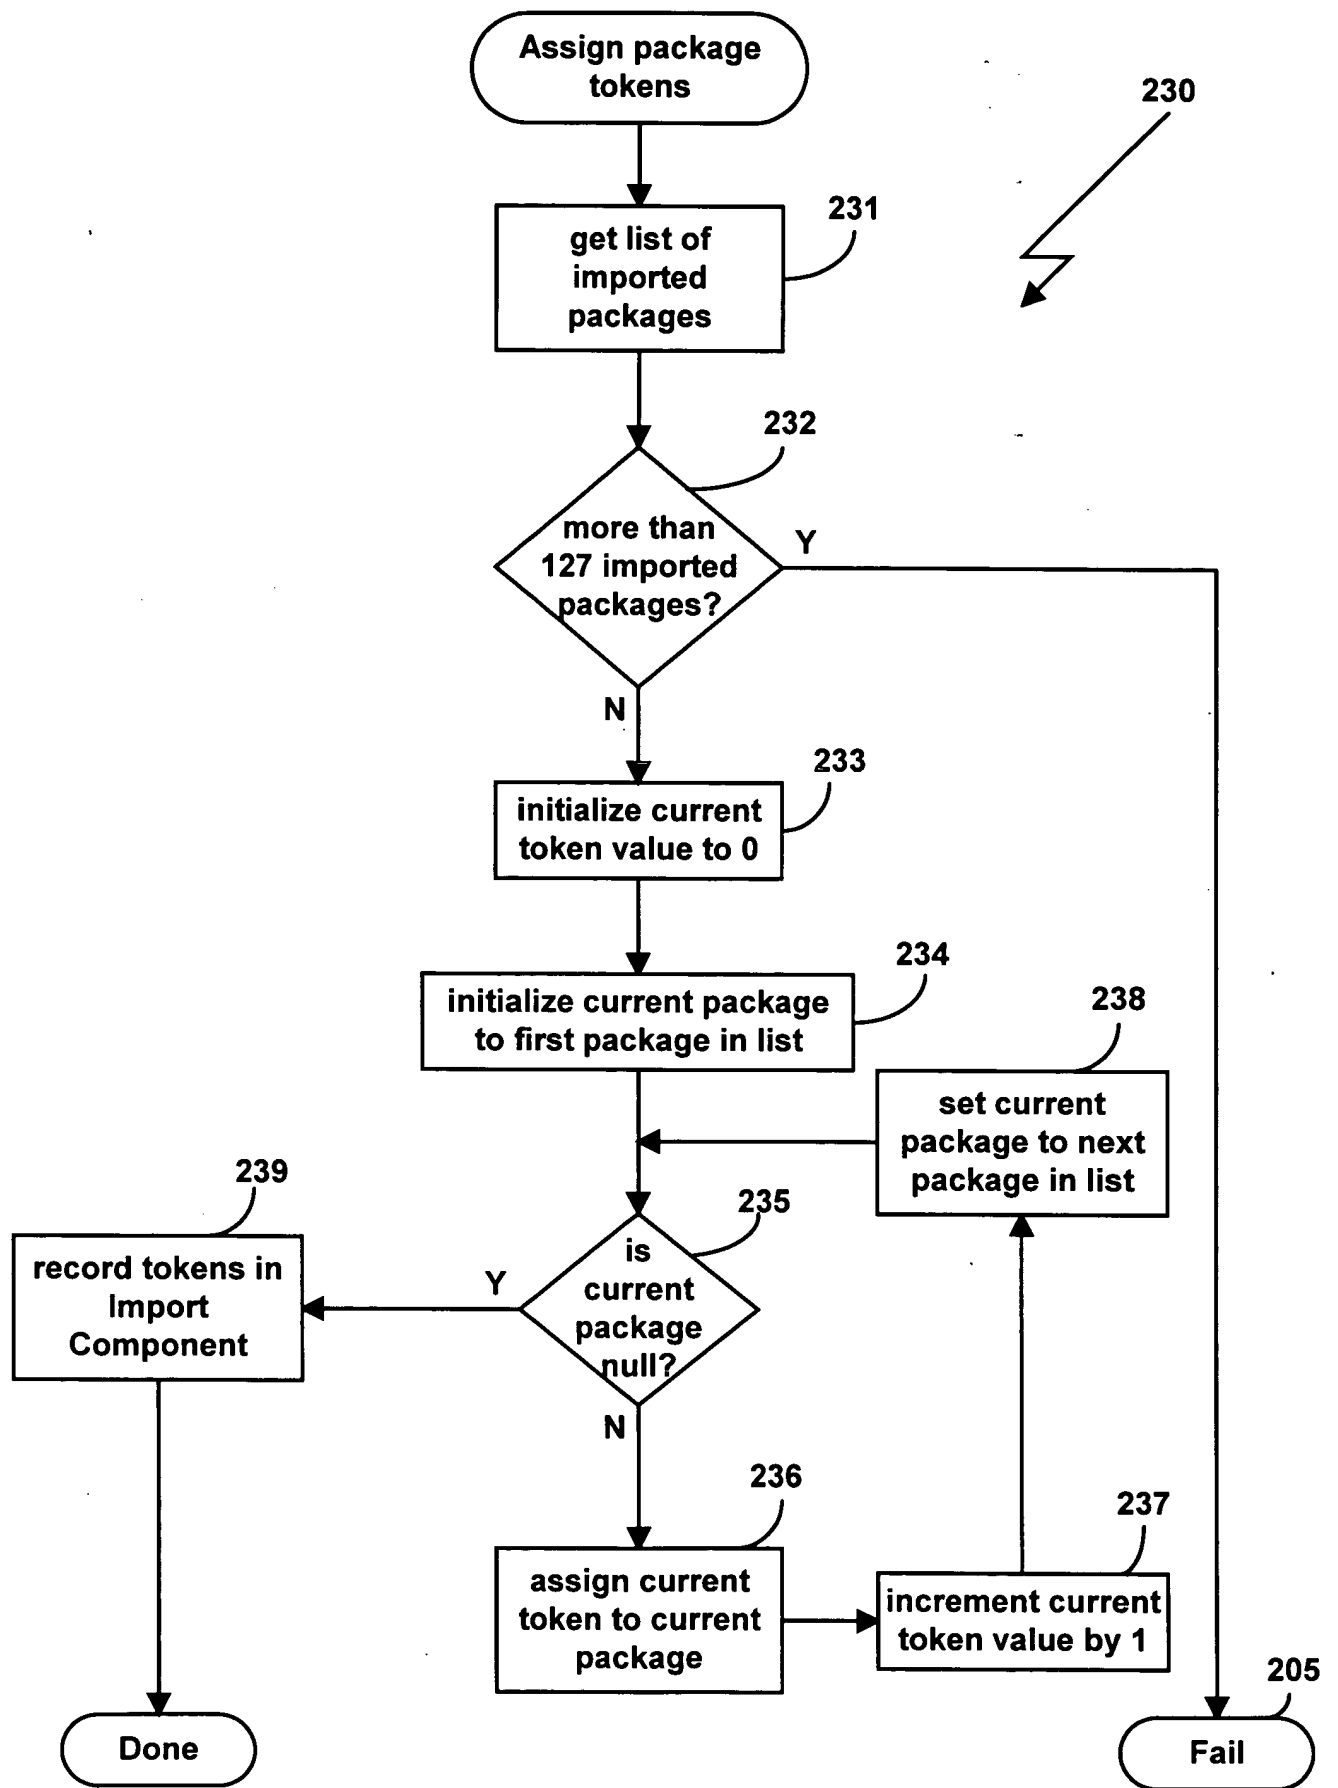 Assign package
tokens
230
231
get list of
imported
packages
232
more than
127 imported
packages?
Y
N
233
initialize current
token value to 0
234
initialize current package
to first package in list
238
set current
package to next
package in list
239
record tokens in
Import
Component
235
is
current
package
null?
Y
N
236
assign current
token to current
package
237
increment current
token value by 1
205
Done
Fail